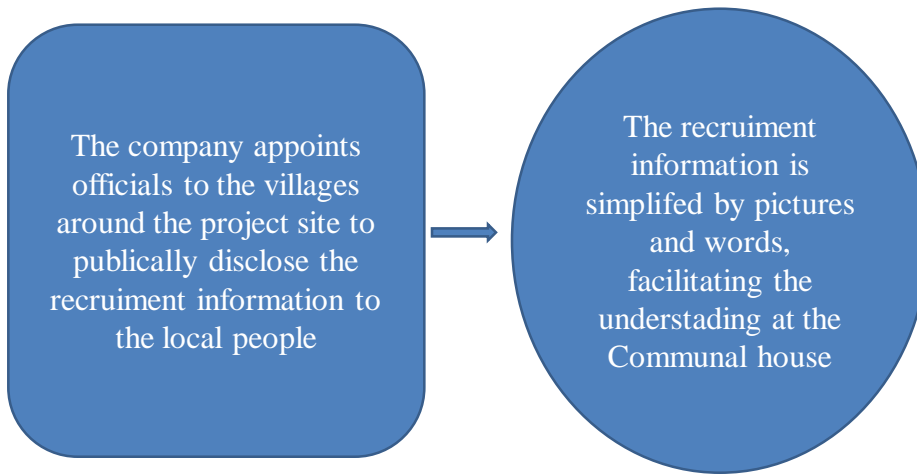 The company appoints
officials to the villages
around the project site to
publically disclose the
recruiment information to
the local people
The recruiment
information is
simplifed by pictures
and words,
facilitating the
understading at the
Communal house